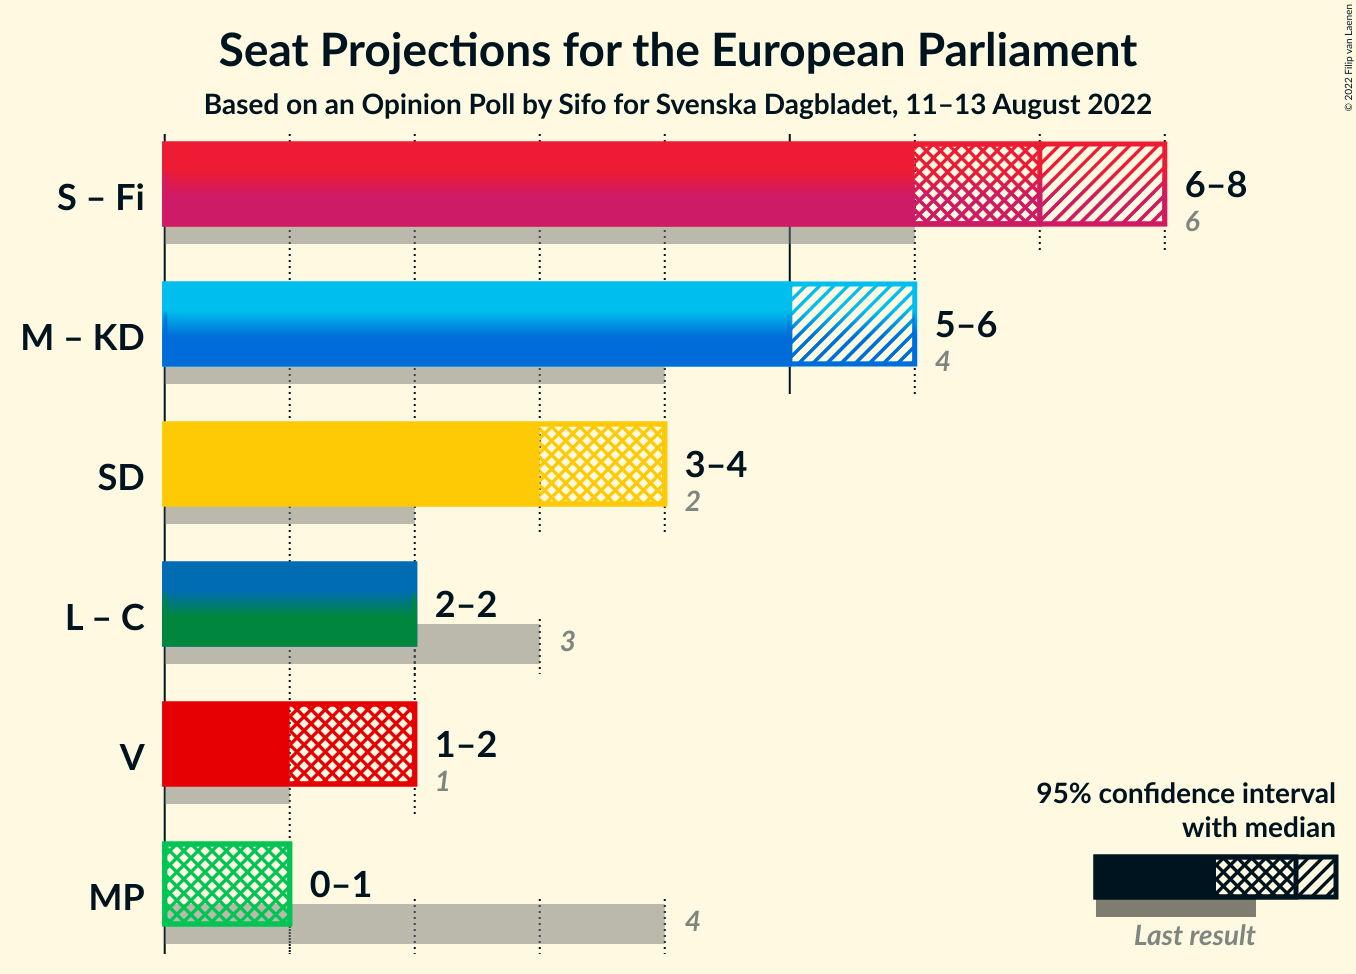 Seat Projections for the European Parliament
Based on an Opinion Poll by Sifo for Svenska Dagbladet, 11–13 August 2022
© 2022 Filip van Laenen
S – Fi
6–8
6
M – KD
5–6
4
SD
3–4
2
L – C
2–2
3
V
1–2
1
MP
0–1
4
95% confidence interval
with median
Last result